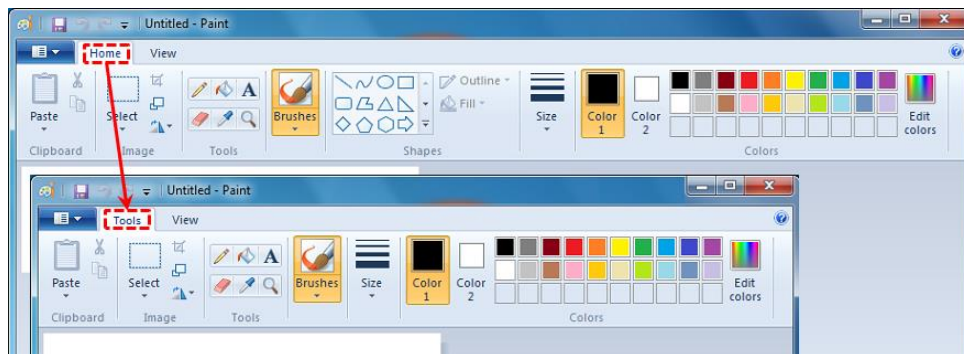 Untitled - Paint
Home View
Outline
Fill
A
Paste Select Brushes Size Color 1 Color 2 Edit colors
Clipboard Image Tools Shapes Colors
Untitled - Paint
Tools View
A
Paste Select Brushes Size Color 1 Color 2 Edit colors
Clipboard Image Tools Colors